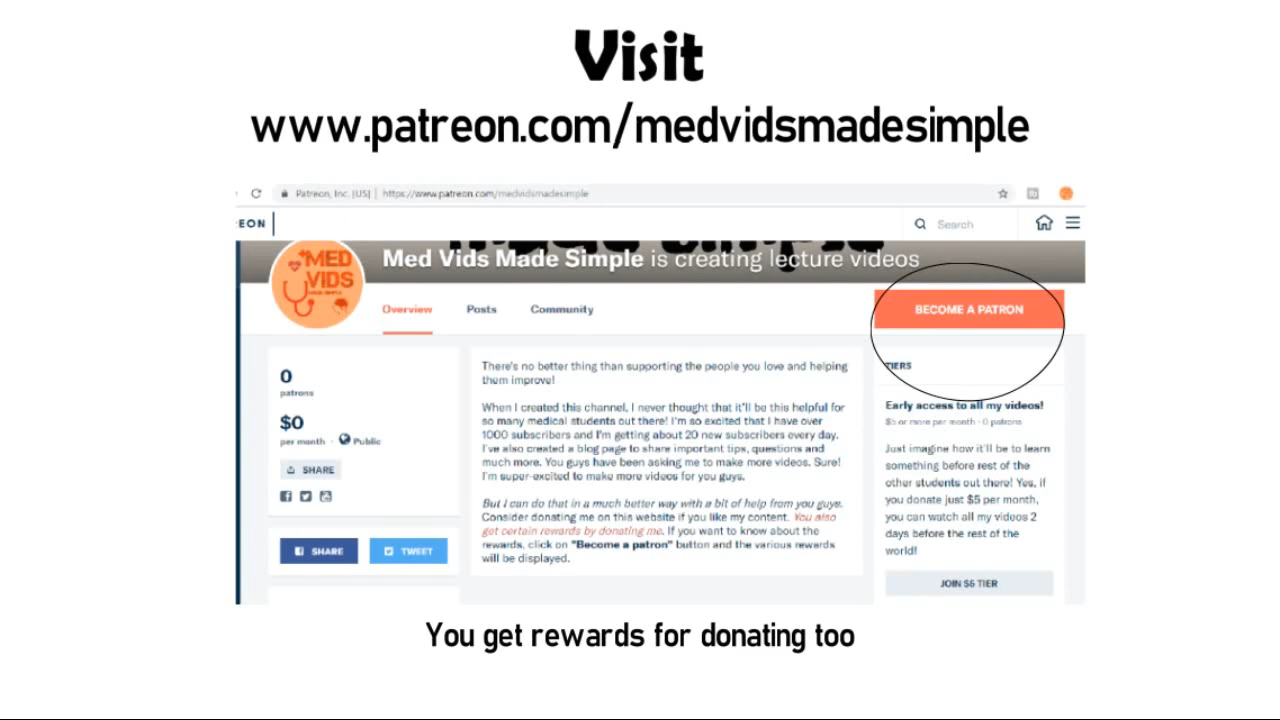 Visit
www.patreon.com/medvidsmadesimple
Patreon, Inc. [US] | https://www.patreon.com/medvidsmadesimple
EON
Search
made simple
Med Vids Made Simple is creating lecture videos
MED
VIDS
MADE SIMPLE
Overview Posts Community
BECOME A PATRON
0
patrons
$0
per month · Public
SHARE
SHARE TWEET
There's no better thing than supporting the people you love and helping
them improve!
When I created this channel, I never thought that it'll be this helpful for
so many medical students out there! I'm so excited that I have over
1000 subscribers and I'm getting about 20 new subscribers every day.
I've also created a blog page to share important tips, questions and
much more. You guys have been asking me to make more videos. Sure!
I'm super-excited to make more videos for you guys.
But I can do that in a much better way with a bit of help from you guys.
Consider donating me on this website if you like my content. You also
get certain rewards by donating me. If you want to know about the
rewards, click on "Become a patron" button and the various rewards
will be displayed.
TIERS
Early access to all my videos!
$5 or more per month · 0 patrons
Just imagine how it'll be to learn
something before rest of the
other students out there! Yes, if
you donate just $5 per month,
you can watch all my videos 2
days before the rest of the
world!
JOIN $5 TIER
You get rewards for donating too